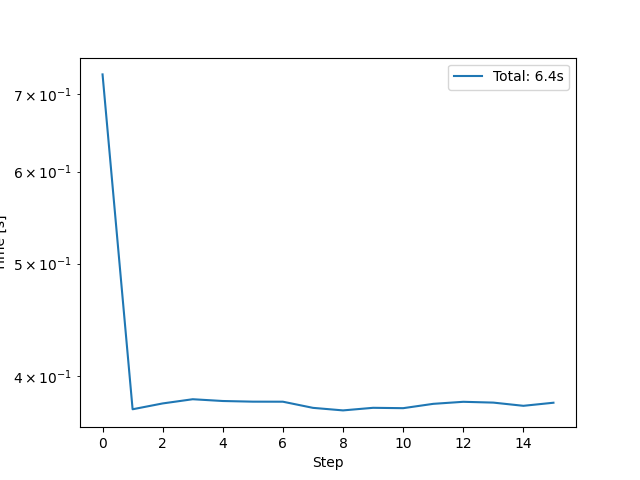 Total: 6.4s
7 × 10⁻¹
6 × 10⁻¹
5 × 10⁻¹
4 × 10⁻¹
[s]
0 2 4 6 8 10 12 14
Step